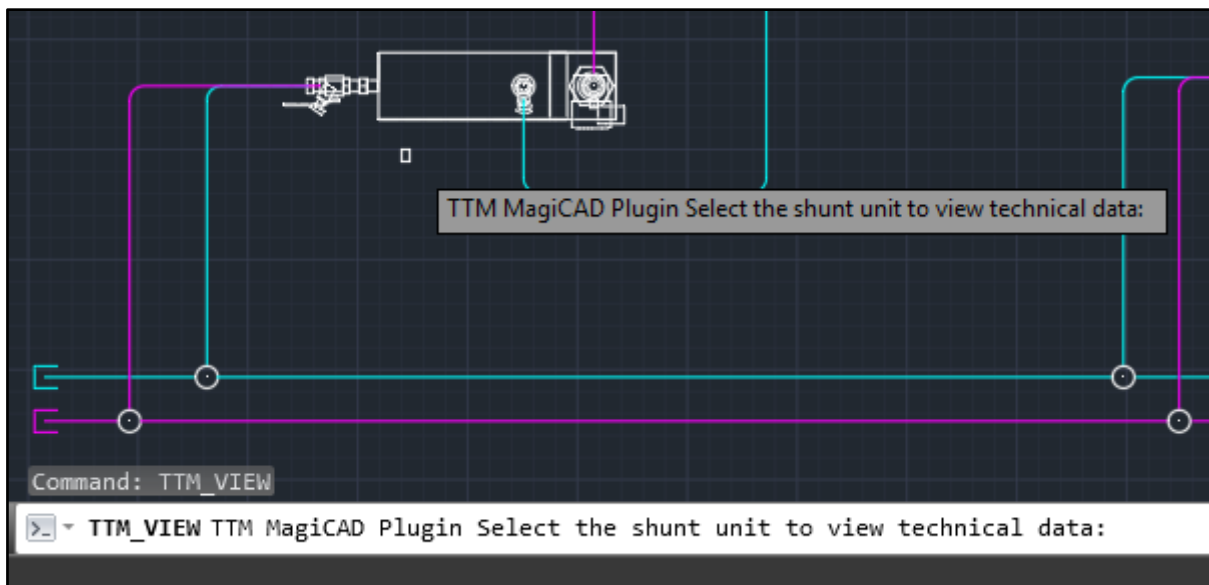 TTM MagiCAD Plugin Select the shunt unit to view technical data:
Command: TTM_VIEW
TTM_VIEW TTM MagiCAD Plugin Select the shunt unit to view technical data: